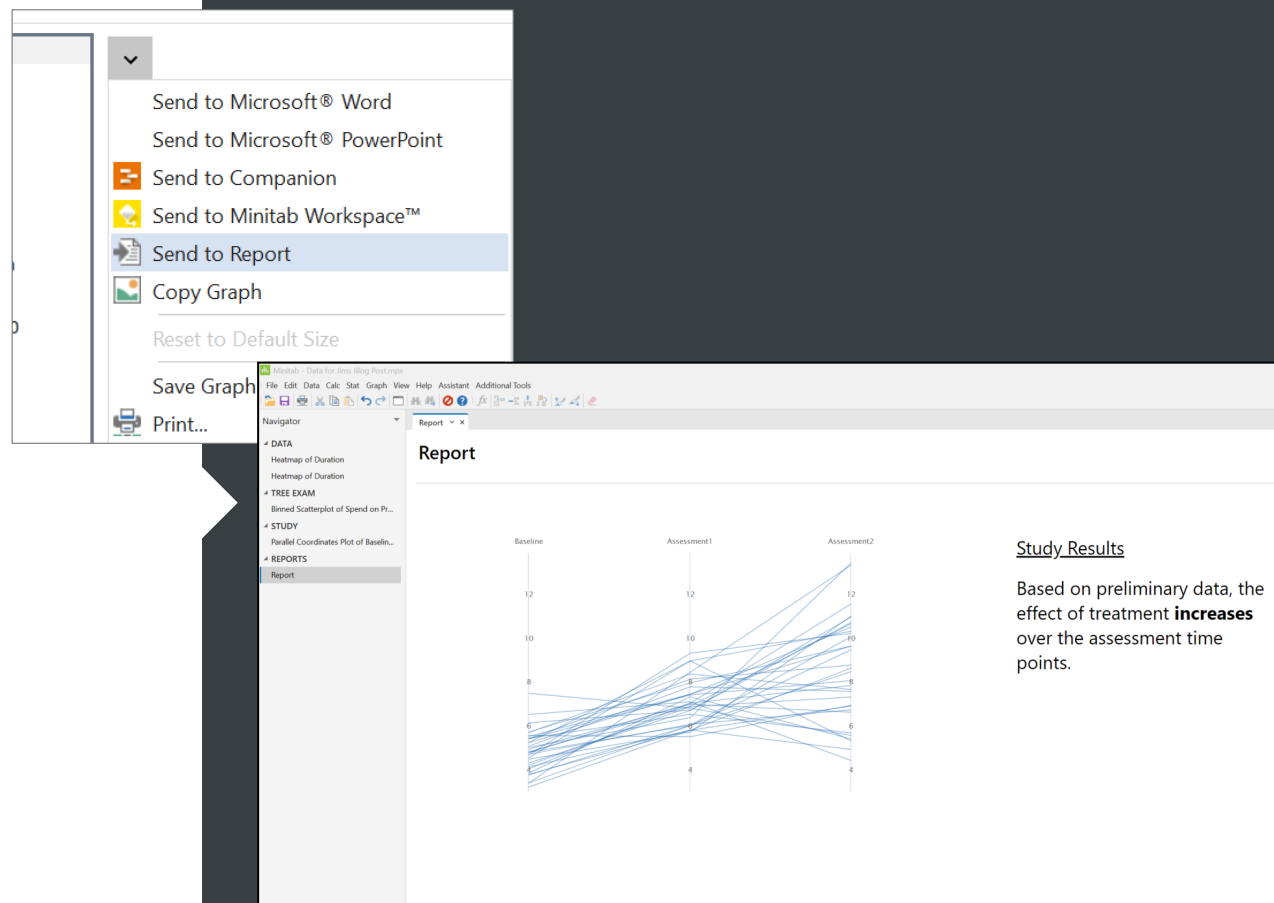 Send to Microsoft® Word
Send to Microsoft® PowerPoint
Send to Companion
Send to Minitab Workspace™
Send to Report
Copy Graph
Reset to Default Size
Save Graph
Print...
Minitab - Data for Jims Blog Post.mpx
File Edit Data Calc Stat Graph View Help Assistant Additional Tools
Navigator
Report
DATA
Heatmap of Duration
Heatmap of Duration
TREE EXAM
Binned Scatterplot of Spend on Pr...
STUDY
Parallel Coordinates Plot of Baselin...
REPORTS
Report
Report
Baseline Assessment1 Assessment2
12 12 12
10 10 10
8 8 8
6 6 6
4 4 4
Study Results
Based on preliminary data, the
effect of treatment increases
over the assessment time
points.